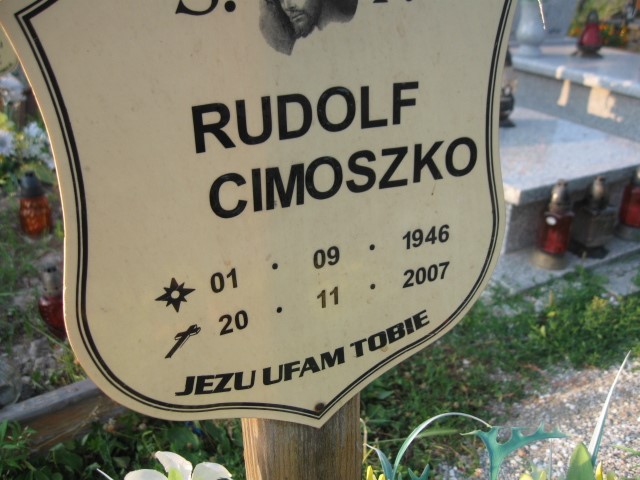 S.
RUDOLF
CIMOSZKO
01 · 09 · 1946
20 · 11 · 2007
JEZU UFAM TOBIE